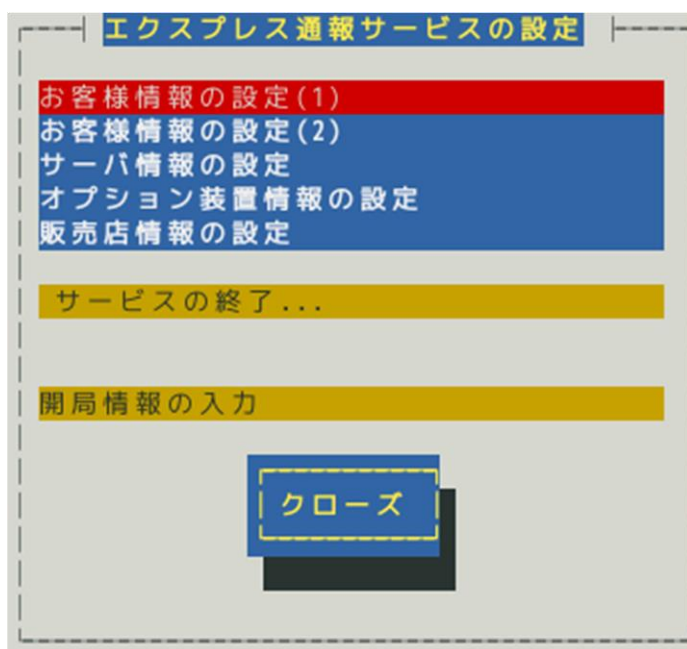 エクスプレス通報サービスの設定
お客様情報の設定(1)
お客様情報の設定(2)
サーバ情報の設定
オプション装置情報の設定
販売店情報の設定
サービスの終了...
開局情報の入力
クローズ